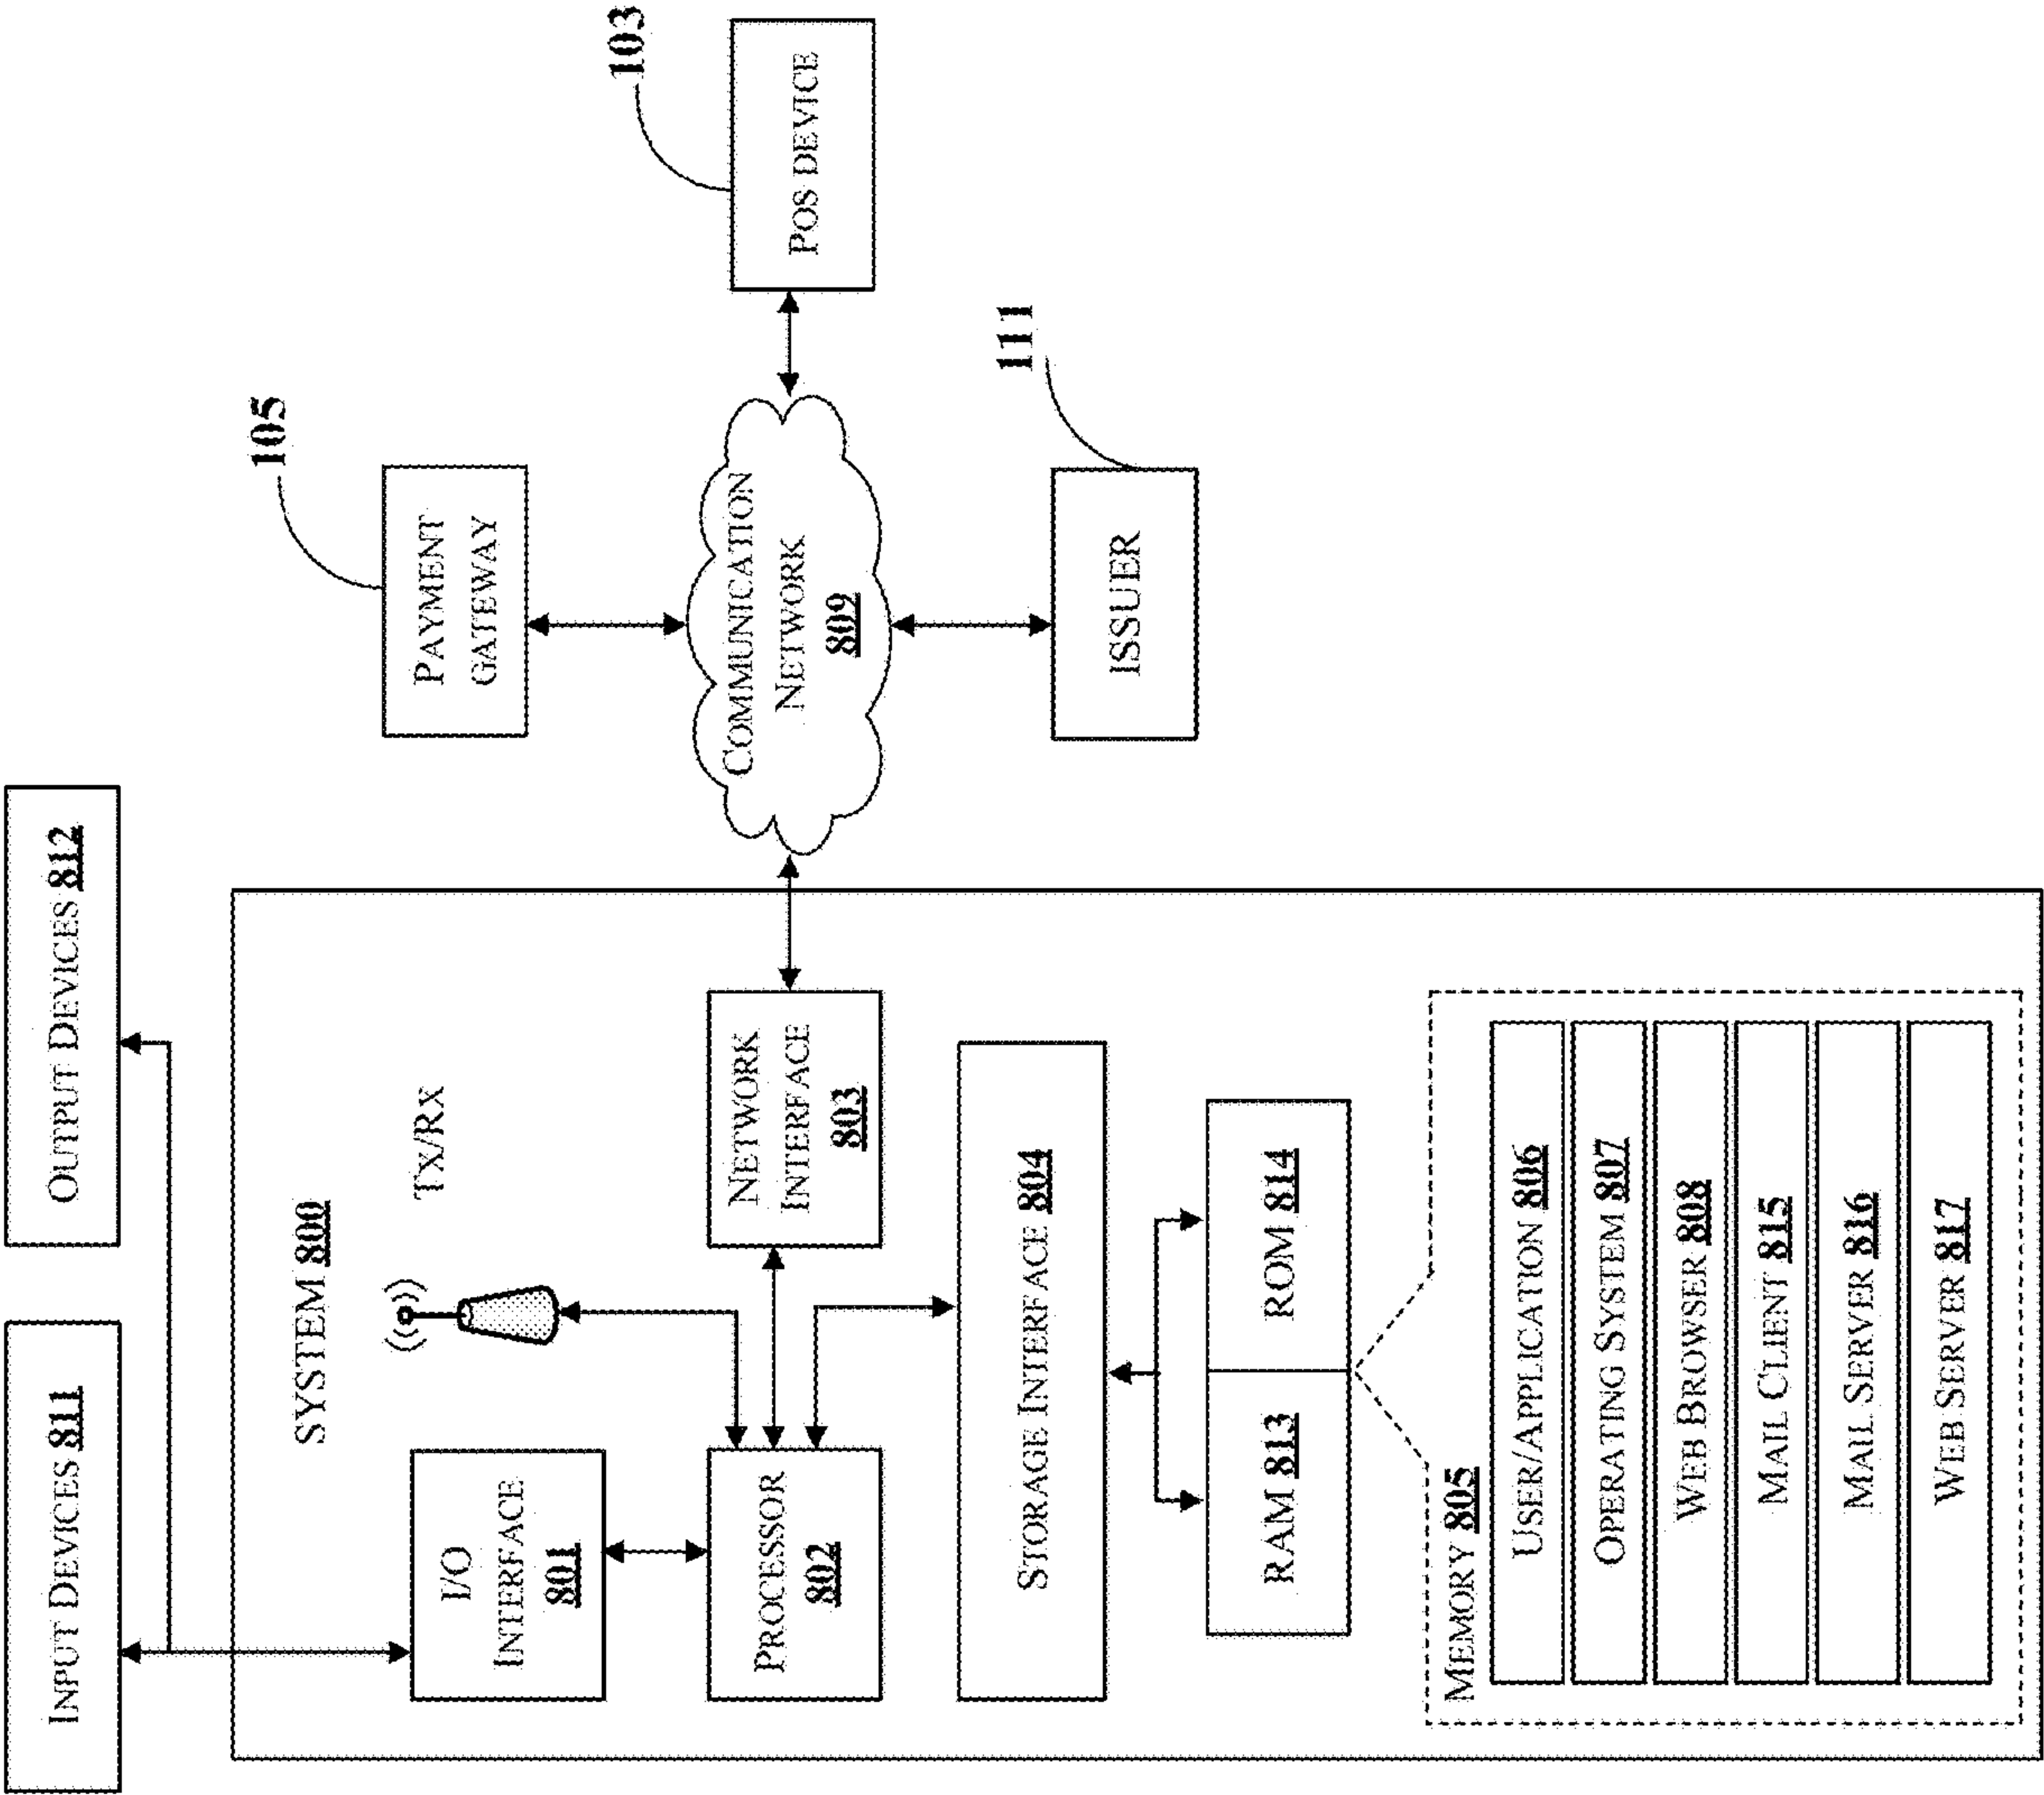 INPUT DEVICES 811
OUTPUT DEVICES 812
SYSTEM 800
TX/RX
I/O
INTERFACE
801
PROCESSOR
802
NETWORK
INTERFACE
803
STORAGE INTERFACE 804
RAM 813
ROM 814
MEMORY 805
USER/APPLICATION 806
OPERATING SYSTEM 807
WEB BROWSER 808
MAIL CLIENT 815
MAIL SERVER 816
WEB SERVER 817
105
PAYMENT
GATEWAY
COMMUNICATION
NETWORK
809
103
POS DEVICE
111
ISSUER